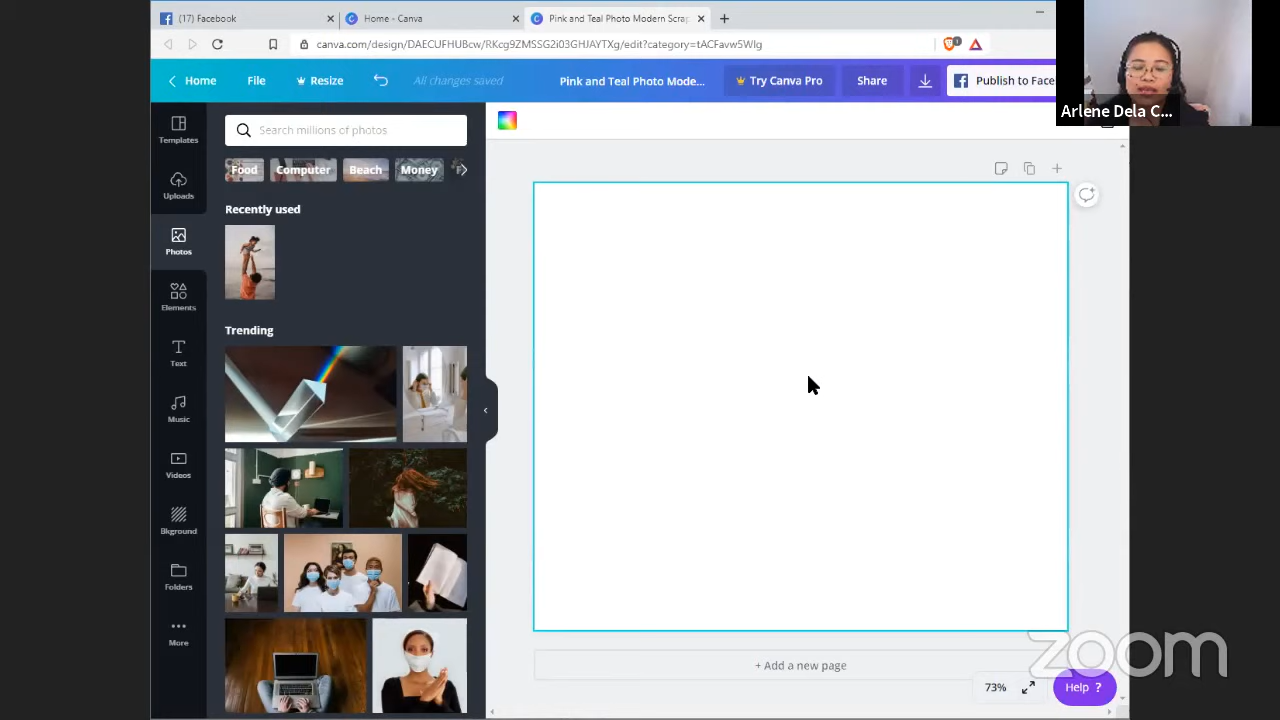 (17) Facebook
Home - Canva
Pink and Teal Photo Modern Scrap
canva.com/design/DAECUFHUBcw/RKcg9ZMSSG2i03GHJAYTXg/edit?category=tACFavw5WIg
1
Home
File
Resize
All changes saved
Pink and Teal Photo Mode...
Try Canva Pro
Share
Publish to Face
Arlene Dela C...
Templates
Uploads
Photos
Elements
Text
Music
Videos
Bkground
Folders
More
Search millions of photos
Food
Computer
Beach
Money
Recently used
Trending
+ Add a new page
73%
Help ?
zoom